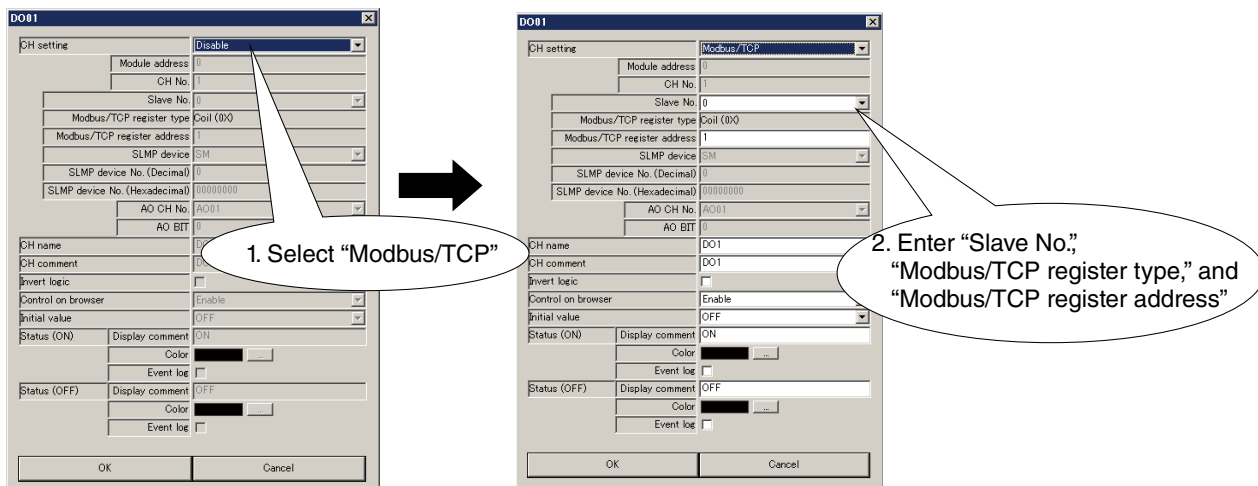 DO01
CH setting Disable
Module address 0
CH No. 1
Slave No. 0
Modbus/TCP register type Coil (0X)
Modbus/TCP register address 1
SLMP device SM
SLMP device No. (Decimal) 0
SLMP device No. (Hexadecimal) 00000000
AO CH No. AO01
AO BIT 0
CH name
CH comment
Invert logic
Control on browser Enable
Initial value OFF
Status (ON) Display comment ON
Color ...
Event log
Status (OFF) Display comment OFF
Color ...
Event log
OK Cancel
1. Select “Modbus/TCP”
DO01
CH setting Modbus/TCP
Module address 0
CH No. 1
Slave No. 0
Modbus/TCP register type Coil (0X)
Modbus/TCP register address 1
SLMP device SM
SLMP device No. (Decimal) 0
SLMP device No. (Hexadecimal) 00000000
AO CH No. AO01
AO BIT 0
CH name DO1
CH comment DO1
Invert logic
Control on browser Enable
Initial value OFF
Status (ON) Display comment ON
Color ...
Event log
Status (OFF) Display comment OFF
Color ...
Event log
OK Cancel
2. Enter “Slave No.,”
“Modbus/TCP register type,” and
“Modbus/TCP register address”